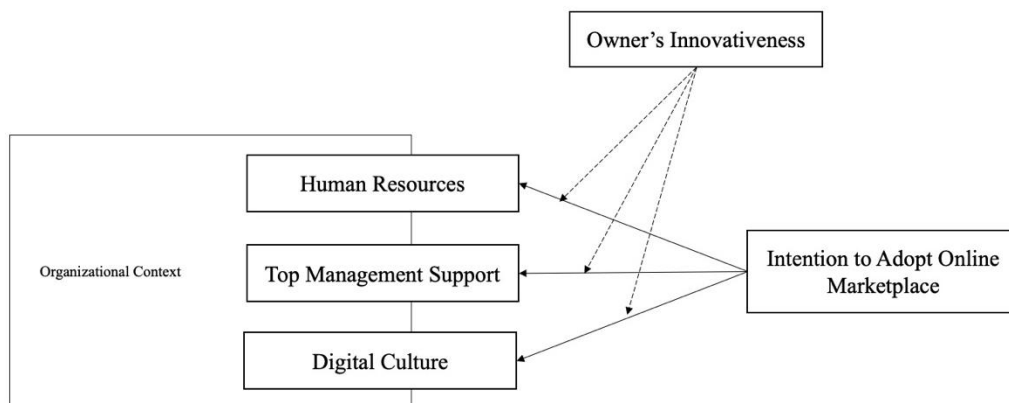 Owner’s Innovativeness
Human Resources
Organizational Context
Top Management Support
Intention to Adopt Online
Marketplace
Digital Culture